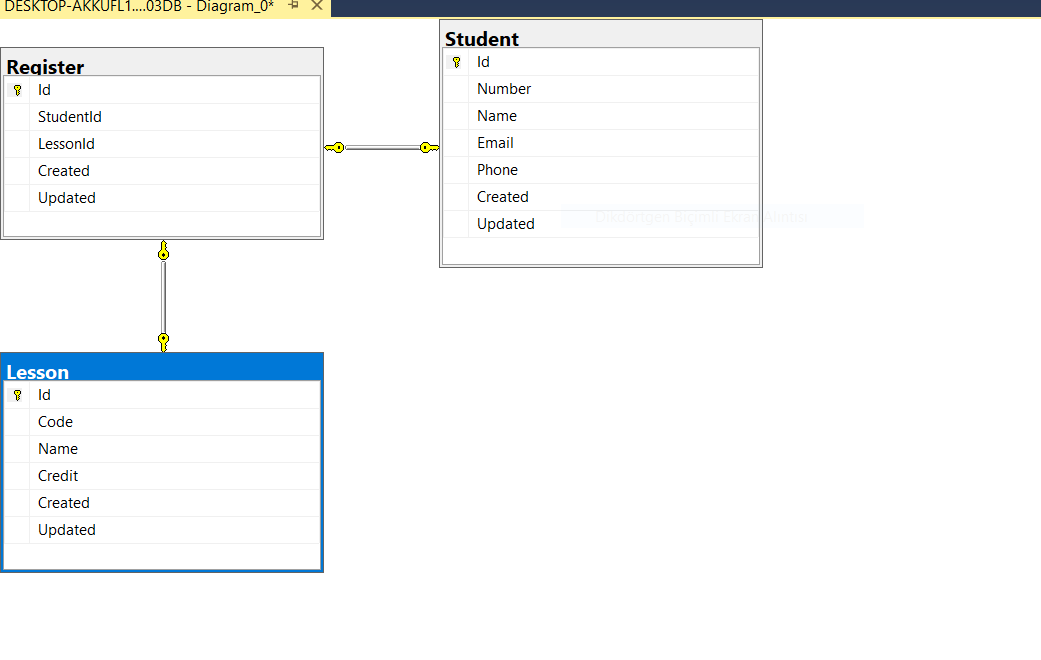 DESKTOP-AKKUFL1....03DB - Diagram_0*
Register
Id
StudentId
LessonId
Created
Updated
Student
Id
Number
Name
Email
Phone
Created
Updated
Dikdörtgen Biçimli Ekran Alıntısı
Lesson
Id
Code
Name
Credit
Created
Updated